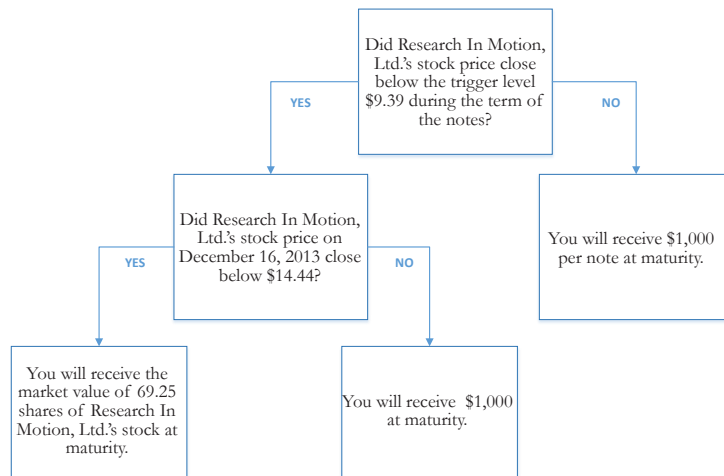 Did Research In Motion,
Ltd.'s stock price close
below the trigger level
$9.39 during the term of
the notes?
YES
NO
Did Research In Motion,
Ltd.'s stock price on
December 16, 2013 close
below $14.44?
You will receive $1,000
per note at maturity.
YES
NO
You will receive the
market value of 69.25
shares of Research In
Motion, Ltd.'s stock at
maturity.
You will receive $1,000
at maturity.